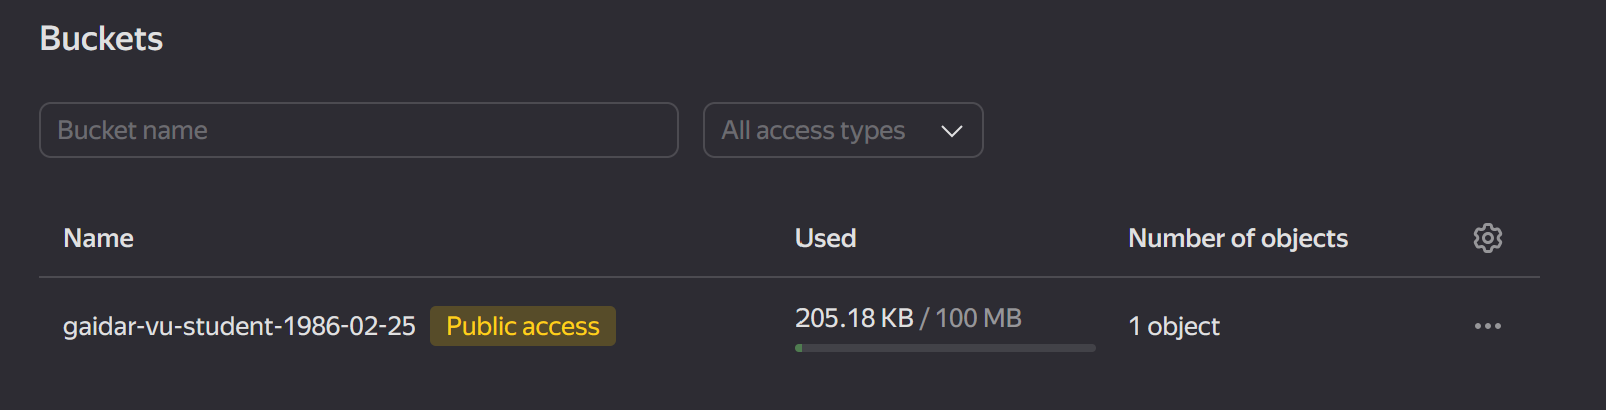 Buckets
Bucket name
All access types
Name
Used
Number of objects
gaidar-vu-student-1986-02-25
Public access
205.18 KB / 100 MB
1 object